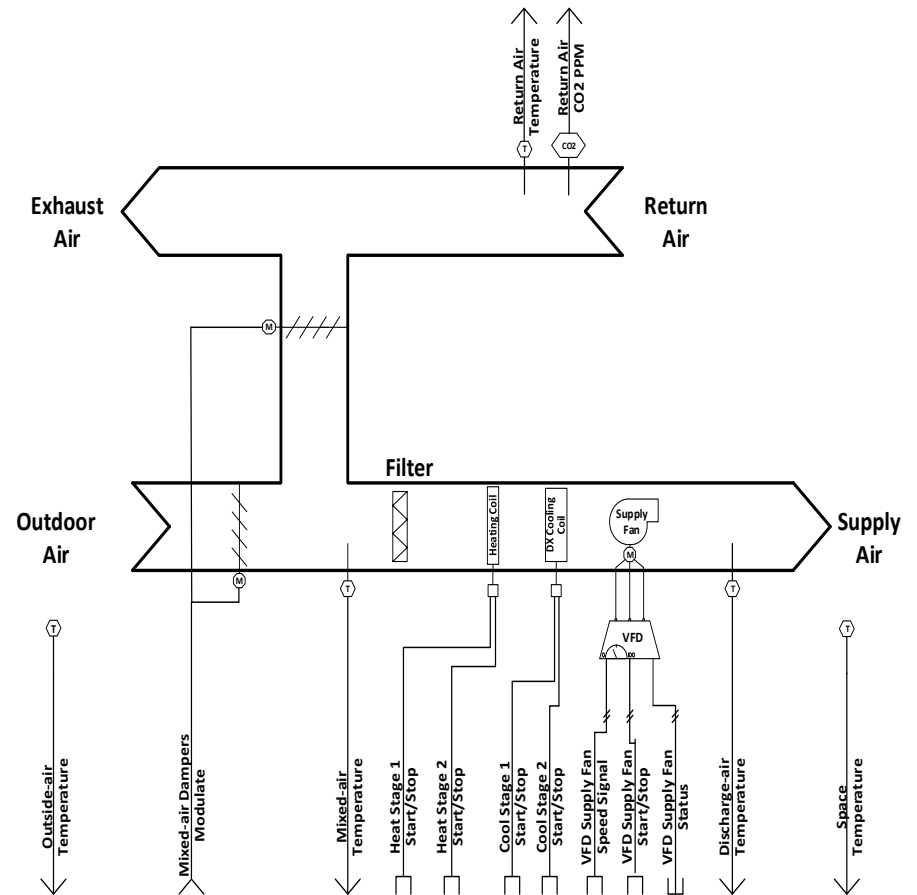 Return Air
Temperature
Return Air
CO2 PPM
T
CO2
Exhaust
Air
Return
Air
M
Filter
Outdoor
Air
Heating Coil
DX Cooling
Coil
Supply
Fan
Supply
Air
M
M
T
T
T
T
VFD
0
100
Outside-air
Temperature
Mixed-air Dampers
Modulate
Mixed-air
Temperature
Heat Stage 1
Start/Stop
Heat Stage 2
Start/Stop
Cool Stage 1
Start/Stop
Cool Stage 2
Start/Stop
VFD Supply Fan
Speed Signal
VFD Supply Fan
Start/Stop
VFD Supply Fan
Status
Discharge-air
Temperature
Space
Temperature